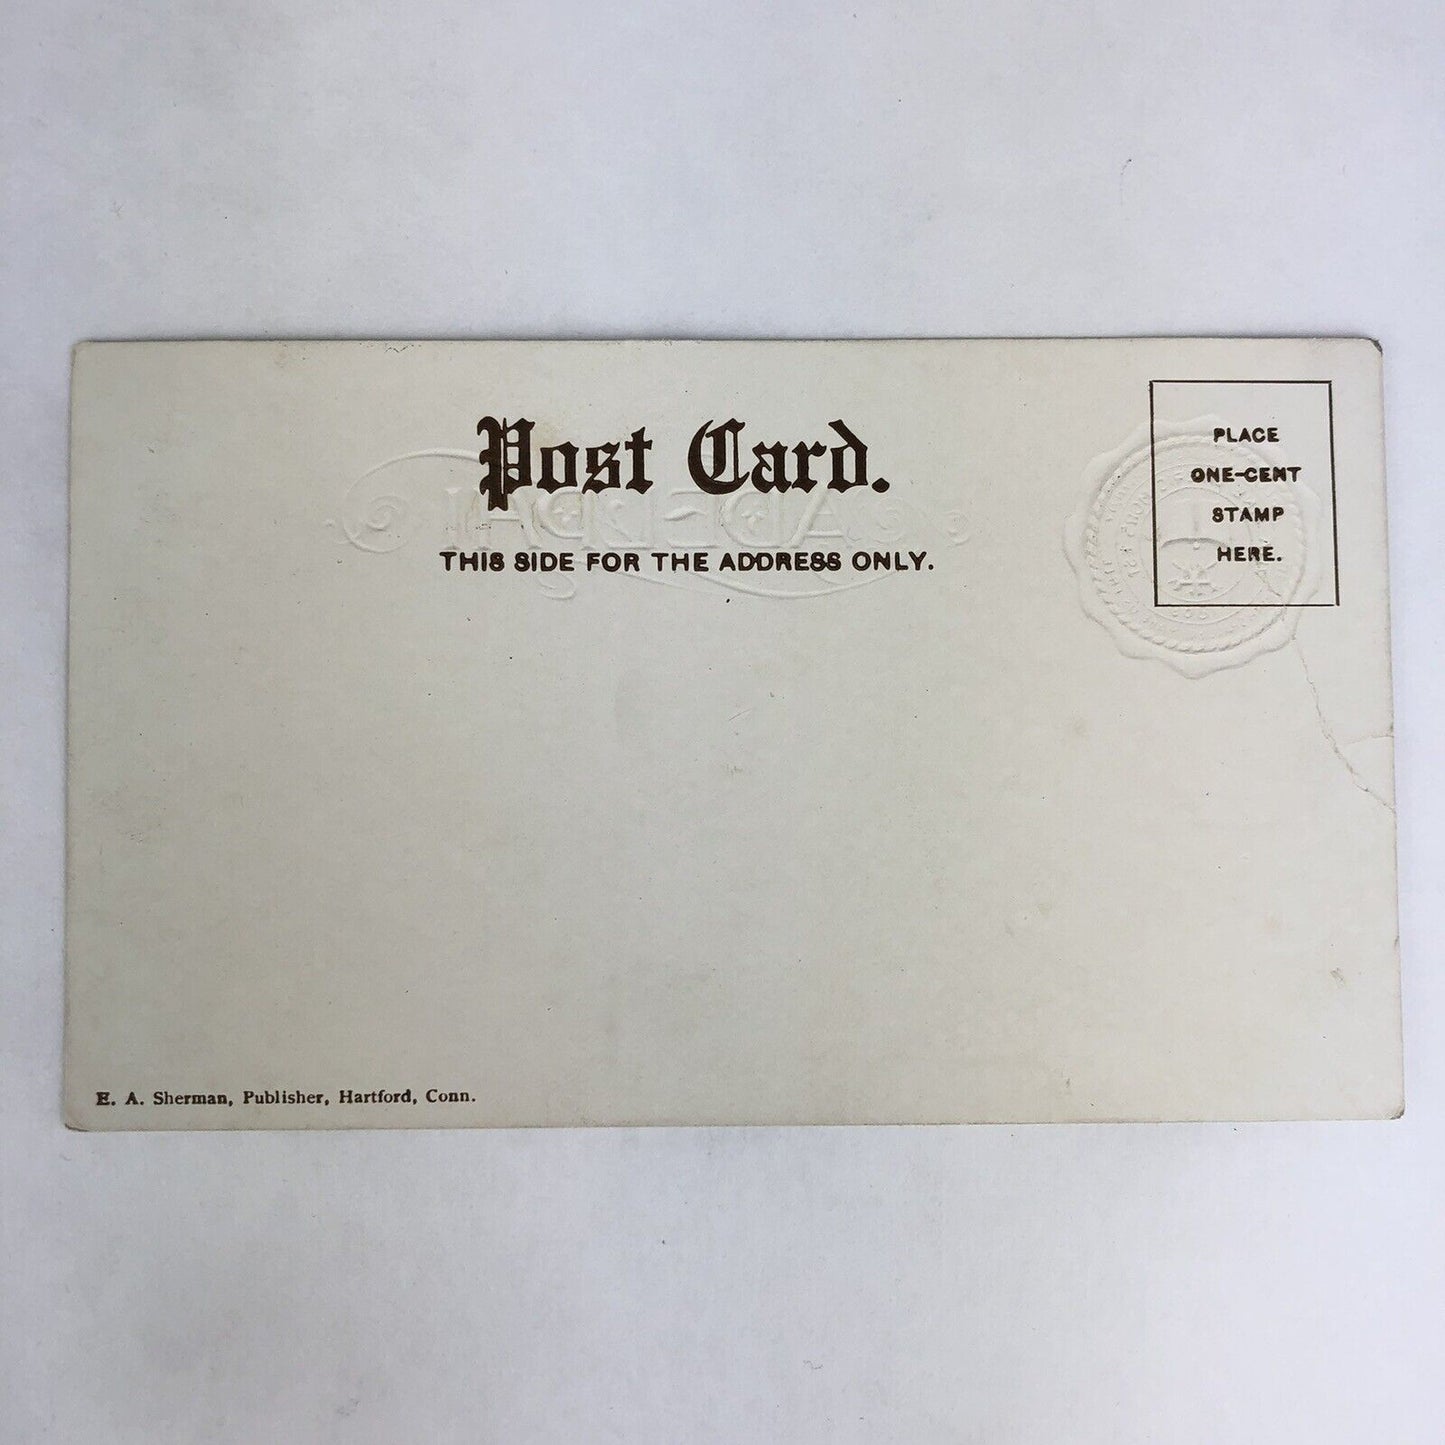 Post Card.
THIS SIDE FOR THE ADDRESS ONLY.
PLACE
ONE-CENT
STAMP
HERE.
E. A. Sherman, Publisher, Hartford, Conn.